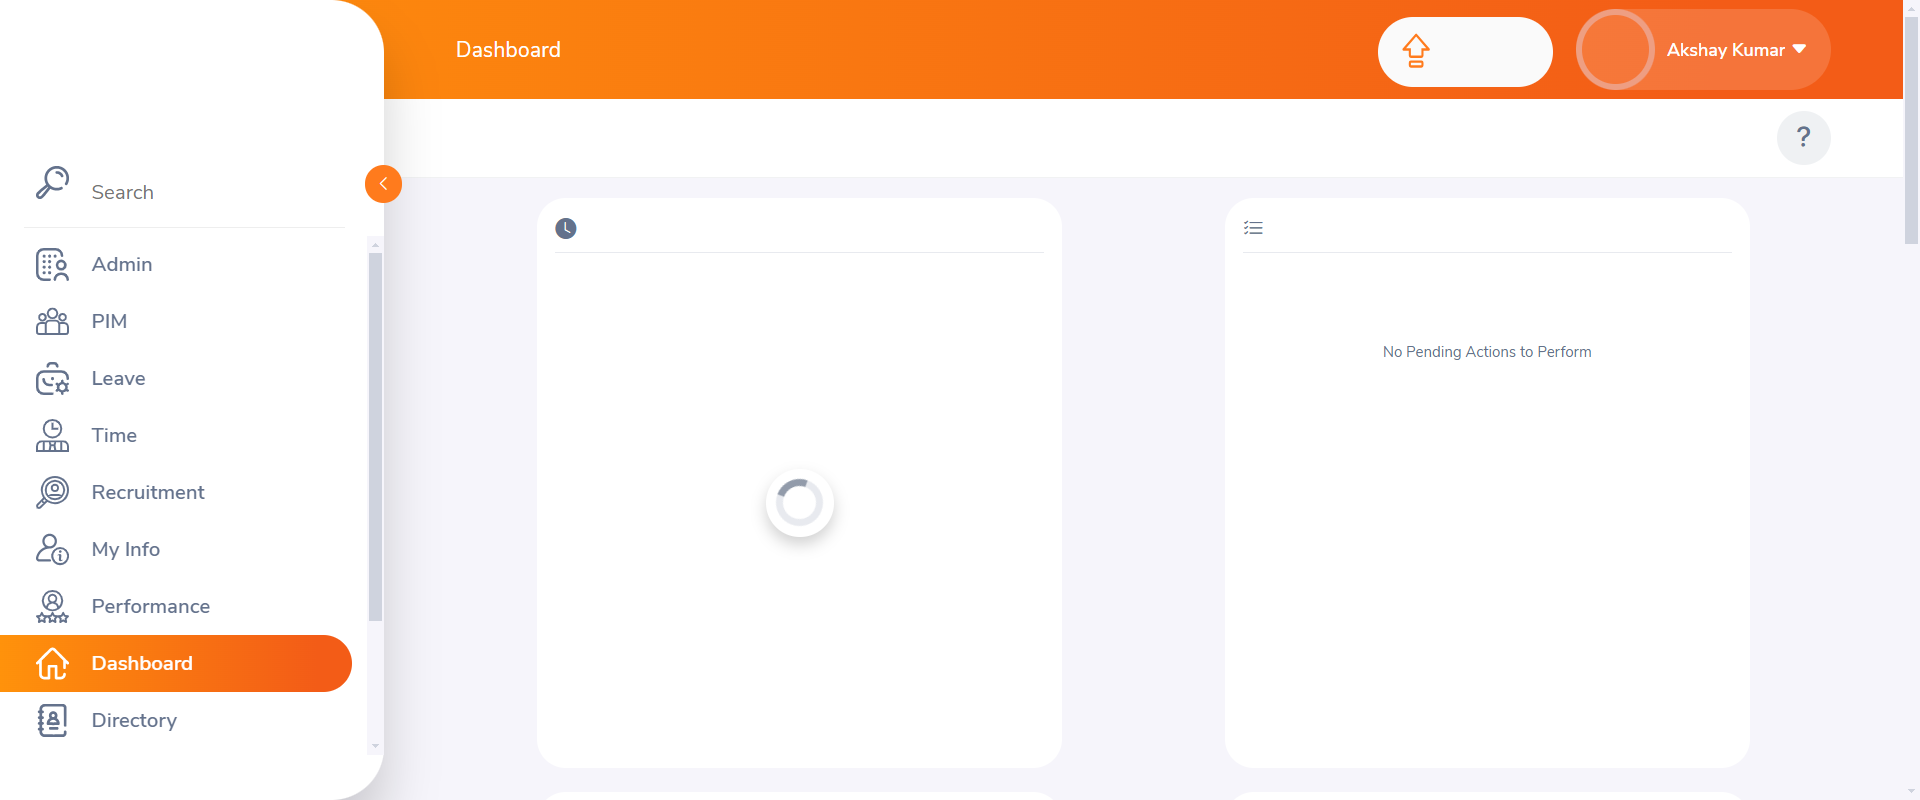 Dashboard
Akshay Kumar
?
Search
Admin
PIM
Leave
Time
Recruitment
My Info
Performance
Dashboard
Directory
No Pending Actions to Perform